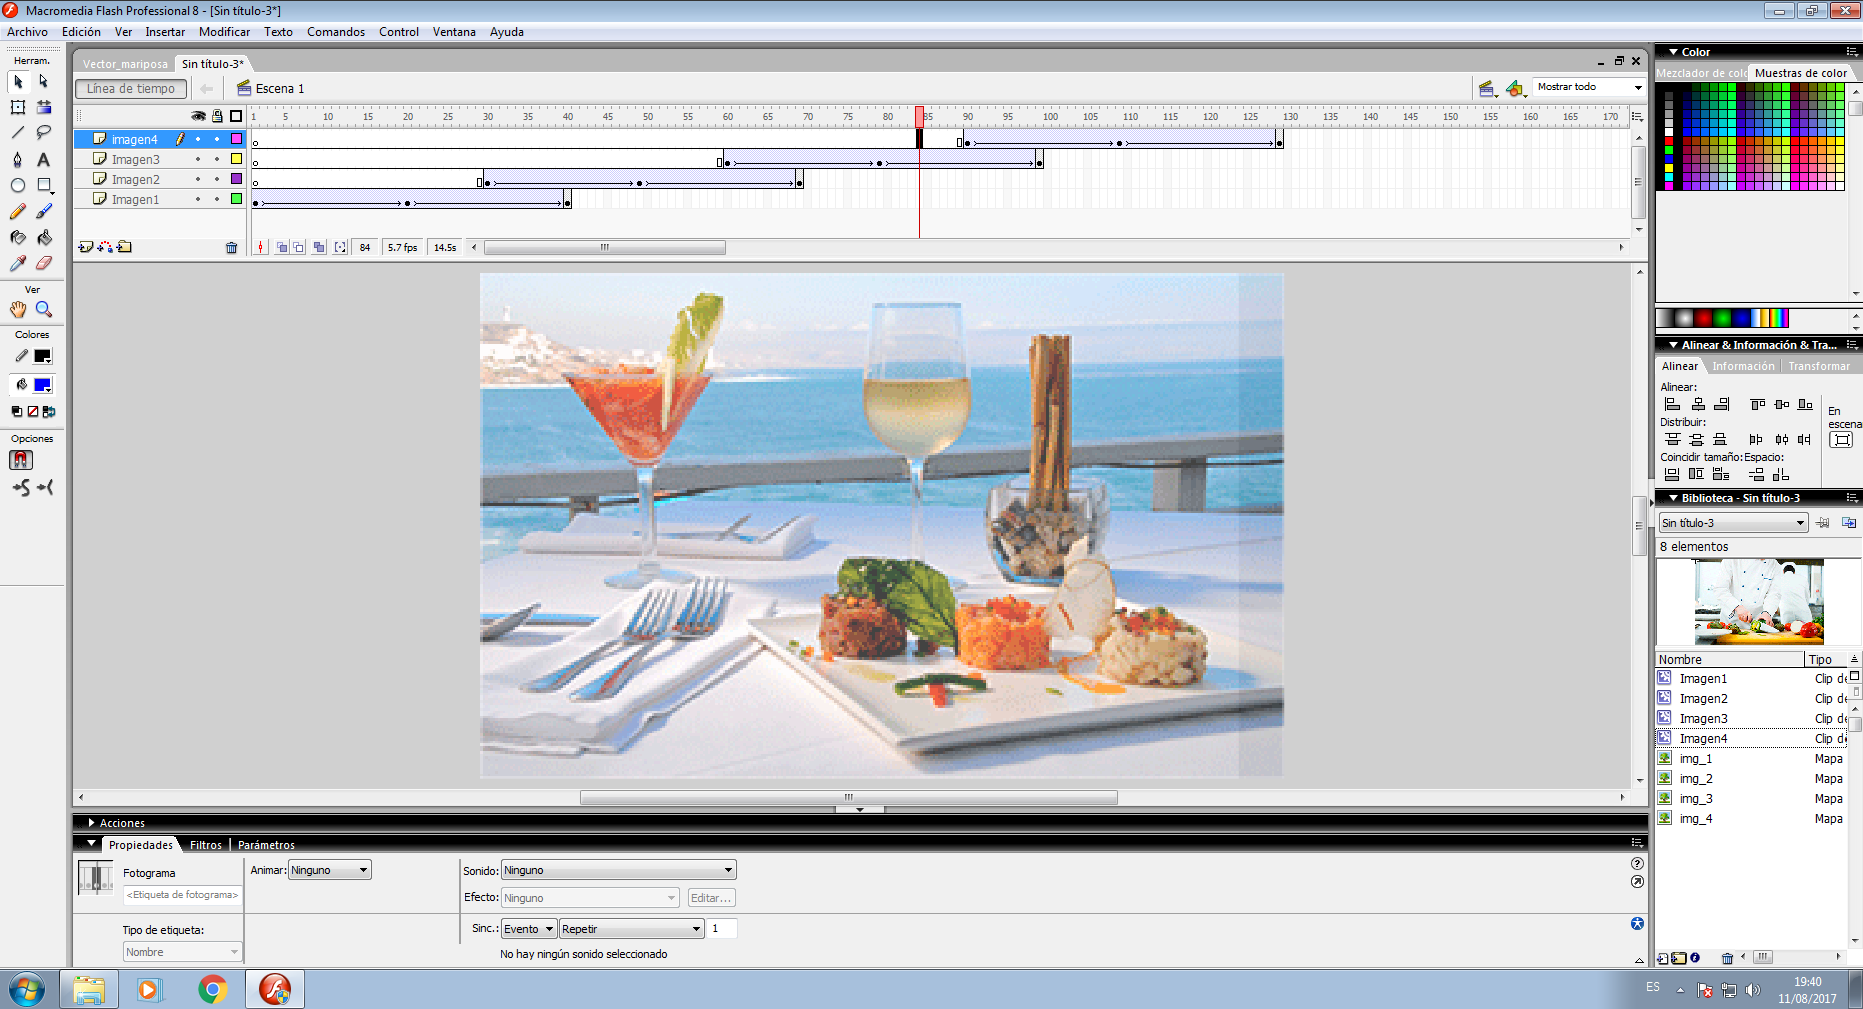 Macromedia Flash Professional 8 - [Sin título-3*]
Archivo Edición Ver Insertar Modificar Texto Comandos Control Ventana Ayuda
Herram.
Vector_mariposa Sin título-3*
Línea de tiempo Escena 1 Mostrar todo
1 5 10 15 20 25 30 35 40 45 50 55 60 65 70 75 80 85 90 95 100 105 110 115 120 125 130 135 140 145 150 155 160 165 170
imagen4
Imagen3
Imagen2
Imagen1
84 5.7 fps 14.5s
Ver
Colores
Opciones
Color
Mezclador de colo Muestras de color
Alinear & Información & Tra...
Alinear Información Transformar
Alinear:
En escena
Distribuir:
Coincidir tamaño: Espacio:
Biblioteca - Sin título-3
Sin título-3
8 elementos
Nombre Tipo
Imagen1 Clip de
Imagen2 Clip de
Imagen3 Clip de
Imagen4 Clip de
img_1 Mapa
img_2 Mapa
img_3 Mapa
img_4 Mapa
Acciones
Propiedades Filtros Parámetros
Fotograma
<Etiqueta de fotograma>
Tipo de etiqueta:
Nombre
Animar: Ninguno
Sonido: Ninguno
Efecto: Ninguno Editar...
Sinc.: Evento Repetir 1
No hay ningún sonido seleccionado
ES
19:40
11/08/2017